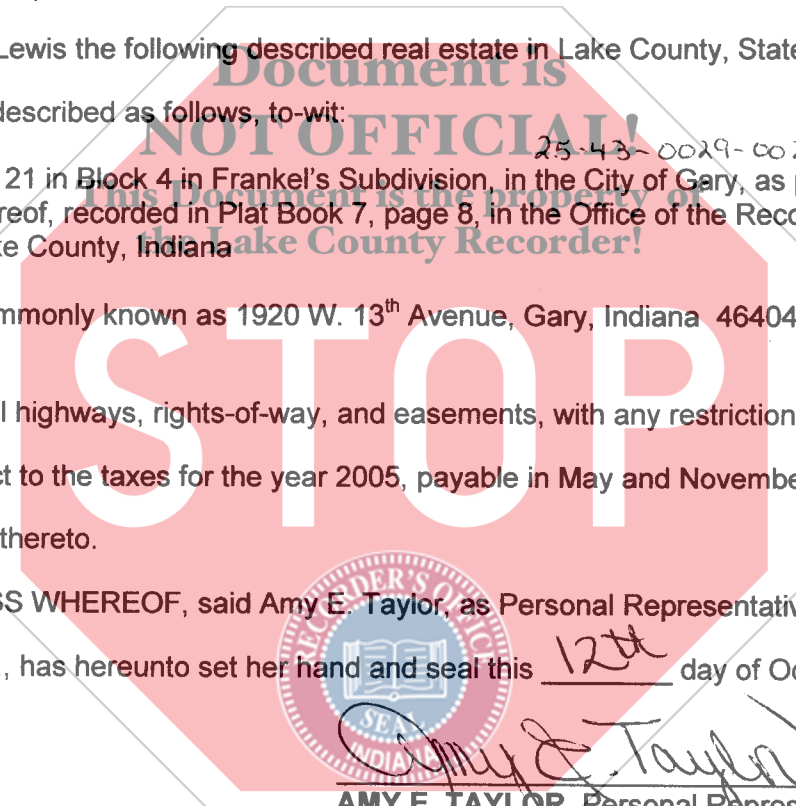 Lewis the following described real estate in Lake County, State
Document is
described as follows, to-wit:
NOT OFFICIAL!
25-43-0029-002
21 in Block 4 in Frankel's Subdivision, in the City of Gary, as p
This Document is the property of
reof, recorded in Plat Book 7, page 8, in the Office of the Reco
the Lake County Recorder!
ke County, Indiana
mmonly known as 1920 W. 13th Avenue, Gary, Indiana 46404
STOP
l highways, rights-of-way, and easements, with any restriction
ct to the taxes for the year 2005, payable in May and Novembe
thereto.
SS WHEREOF, said Amy E. Taylor, as Personal Representativ
., has hereunto set her hand and seal this 12th day of Oc
RECORDER'S OFFICE
SEAL
INDIANA
Amy E. Taylor
AMY E. TAYLOR, Personal Repres